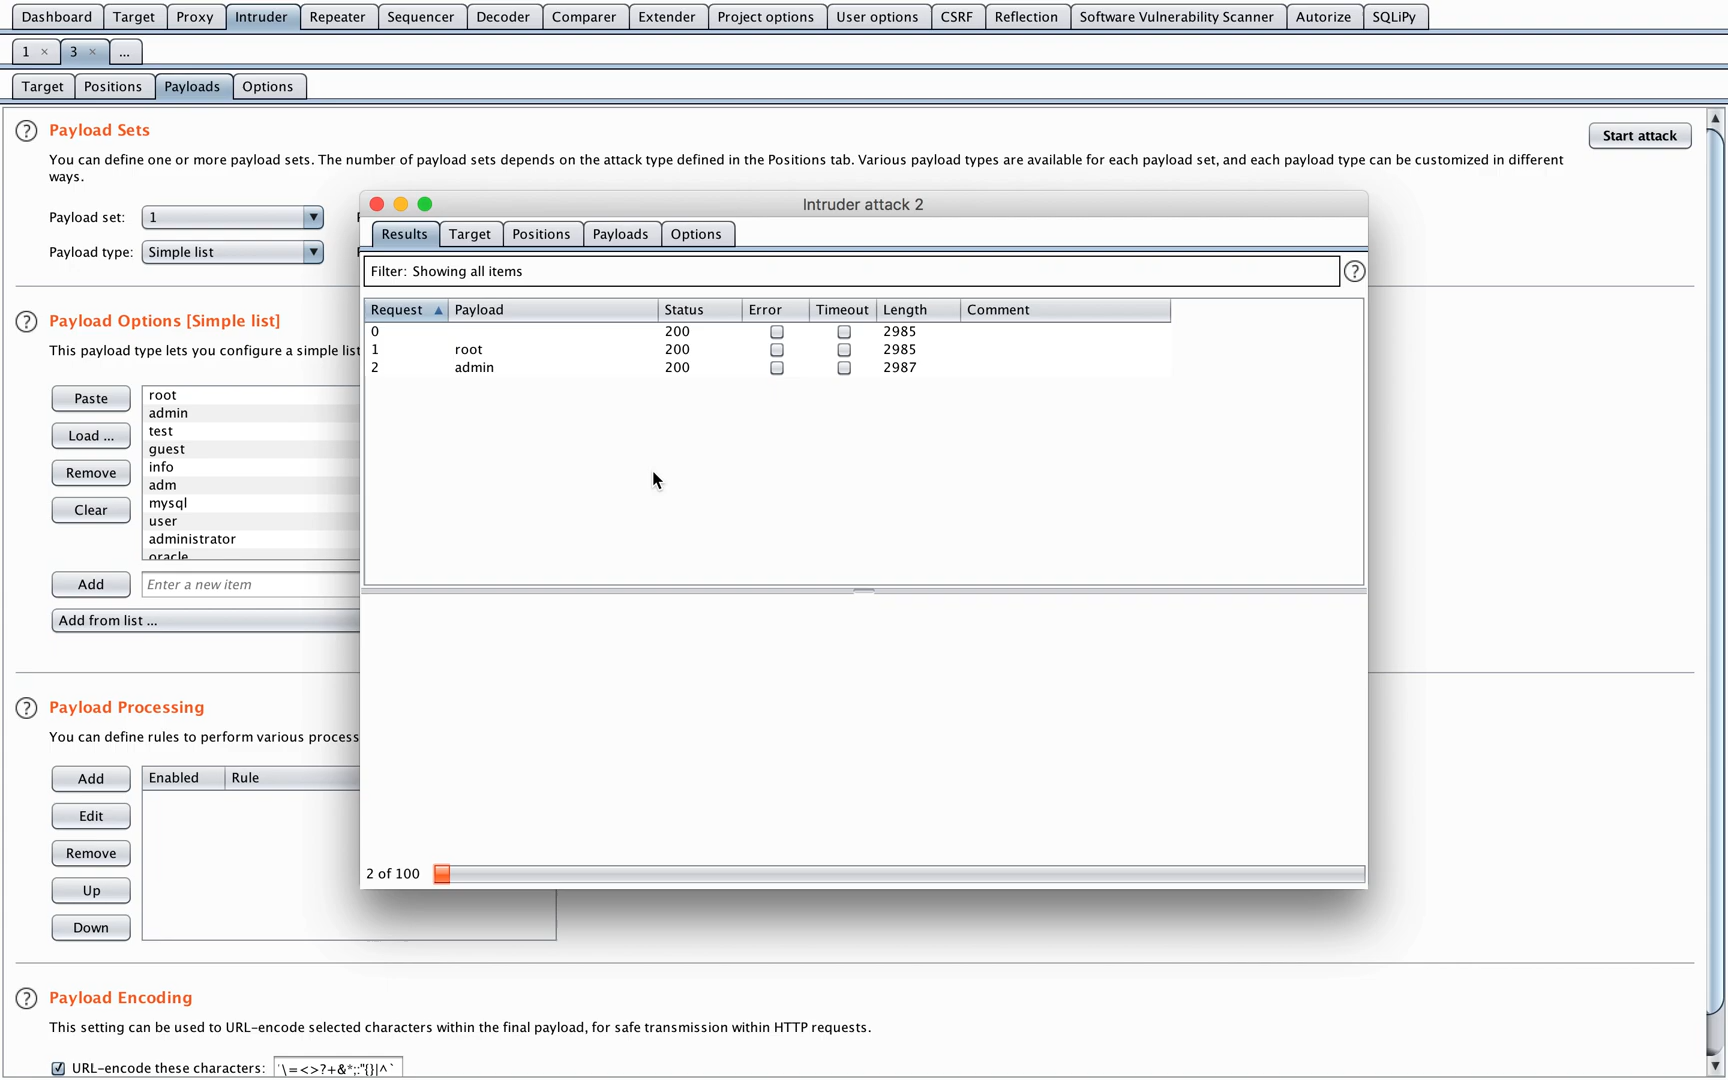 Dashboard Target Proxy Intruder Repeater Sequencer Decoder Comparer Extender Project options User options CSRF Reflection Software Vulnerability Scanner Autorize SQLiPy
1 × 3 × ...
Target Positions Payloads Options
? Payload Sets
Start attack
You can define one or more payload sets. The number of payload sets depends on the attack type defined in the Positions tab. Various payload types are available for each payload set, and each payload type can be customized in different
ways.
Payload set: 1
Payload type: Simple list
? Payload Options [Simple list]
This payload type lets you configure a simple list
Paste
Load ...
Remove
Clear
root
admin
test
guest
info
adm
mysql
user
administrator
oracle
Add Enter a new item
Add from list ...
? Payload Processing
You can define rules to perform various process
Add
Edit
Remove
Up
Down
Enabled Rule
? Payload Encoding
This setting can be used to URL-encode selected characters within the final payload, for safe transmission within HTTP requests.
URL-encode these characters: \=<>?+&*;:"{}|^`
Intruder attack 2
Results Target Positions Payloads Options
Filter: Showing all items ?
Request Payload Status Error Timeout Length Comment
0 200 2985
1 root 200 2985
2 admin 200 2987
2 of 100